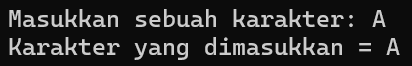 Masukkan sebuah karakter: A
Karakter yang dimasukkan = A